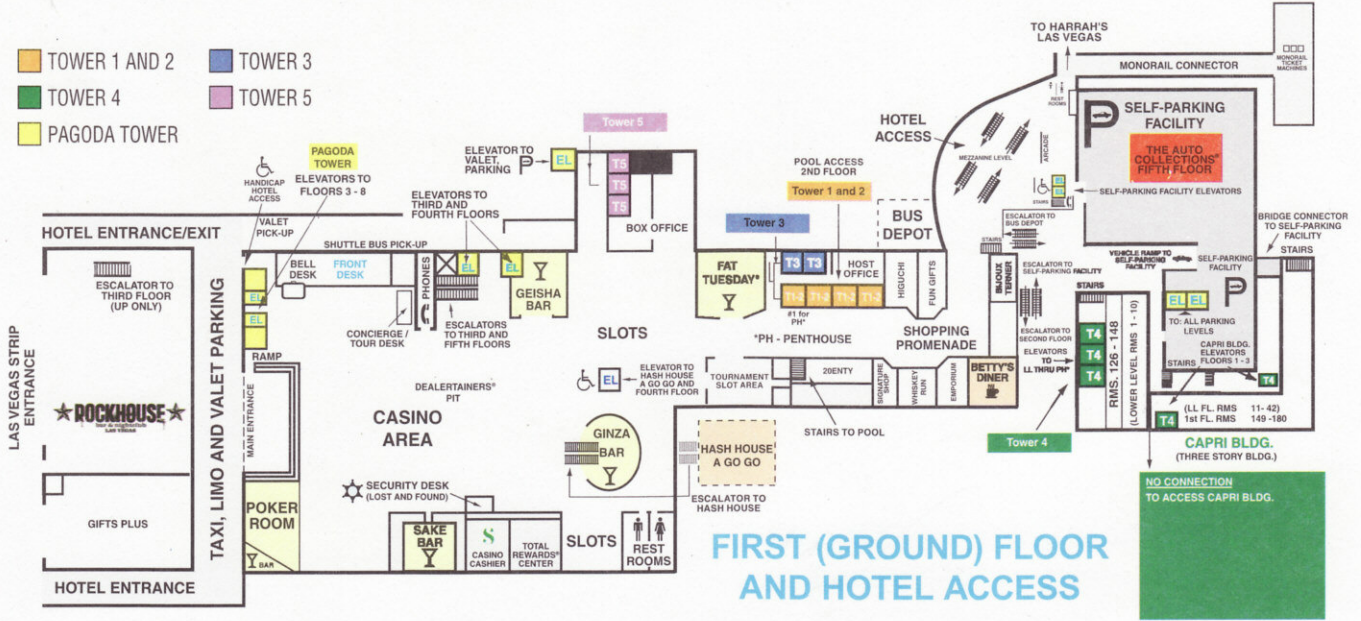 TOWER 1 AND 2
TOWER 3
TOWER 4
TOWER 5
PAGODA TOWER
TO HARRAH'S
LAS VEGAS
MONORAIL CONNECTOR
MONORAIL
TICKET
MACHINES
REST
ROOMS
SELF-PARKING
FACILITY
P
THE AUTO
COLLECTIONS®
FIFTH FLOOR
HOTEL
ACCESS
MEZZANINE LEVEL
ARCADE
EL
EL
SELF-PARKING FACILITY ELEVATORS
STAIRS
BRIDGE CONNECTOR
TO SELF-PARKING
FACILITY
STAIRS
ESCALATOR TO
BUS DEPOT
BUS
DEPOT
STAIRS
VEHICLE RAMP TO
SELF-PARKING
FACILITY
SELF-PARKING
FACILITY
P
EL EL
TO: ALL PARKING
LEVELS
CAPRI BLDG.
ELEVATORS
FLOORS 1 - 3
STAIRS
T4
T4
(LL FL. RMS 11- 42)
1st FL. RMS 149 -180
CAPRI BLDG.
(THREE STORY BLDG.)
NO CONNECTION
TO ACCESS CAPRI BLDG.
ESCALATOR TO
SELF-PARKING FACILITY
BIJOUX
TERNER
STAIRS
ESCALATOR TO
SECOND FLOOR
ELEVATORS
TO
LL THRU PH*
T4
T4
T4
RMS. 126 - 148
(LOWER LEVEL RMS 1 - 10)
Tower 4
Tower 5
T5
T5
T5
BOX OFFICE
ELEVATOR TO
VALET,
PARKING
P
EL
POOL ACCESS
2ND FLOOR
Tower 1 and 2
Tower 3
T3 T3
HOST
OFFICE
T1-2 T1-2 T1-2 T1-2
#1 for
PH*
HIGUCHI
FUN GIFTS
FAT
TUESDAY®
*PH - PENTHOUSE
SHOPPING
PROMENADE
TOURNAMENT
SLOT AREA
20ENTY
SIGNATURE
SHOP
WHISKEY
RUN
EMPORIUM
BETTY'S
DINER
STAIRS TO POOL
PAGODA
TOWER
ELEVATORS TO
FLOORS 3 - 8
HANDICAP
HOTEL
ACCESS
VALET
PICK-UP
ELEVATORS TO
THIRD AND
FOURTH FLOORS
HOTEL ENTRANCE/EXIT
SHUTTLE BUS PICK-UP
BELL
DESK
FRONT
DESK
PHONES
EL
EL
GEISHA
BAR
EL
EL
CONCIERGE /
TOUR DESK
ESCALATORS
TO THIRD AND
FIFTH FLOORS
SLOTS
ESCALATOR TO
THIRD FLOOR
(UP ONLY)
LAS VEGAS STRIP
ENTRANCE
TAXI, LIMO AND VALET PARKING
RAMP
MAIN ENTRANCE
ROCKHOUSE
bar & nightclub
LAS VEGAS
DEALERTAINERS®
PIT
CASINO
AREA
EL
ELEVATOR TO
HASH HOUSE
A GO GO AND
FOURTH FLOOR
GINZA
BAR
HASH HOUSE
A GO GO
ESCALATOR TO
HASH HOUSE
SECURITY DESK
(LOST AND FOUND)
POKER
ROOM
BAR
GIFTS PLUS
SAKE
BAR
$
CASINO
CASHIER
TOTAL
REWARDS®
CENTER
SLOTS
REST
ROOMS
HOTEL ENTRANCE
FIRST (GROUND) FLOOR
AND HOTEL ACCESS